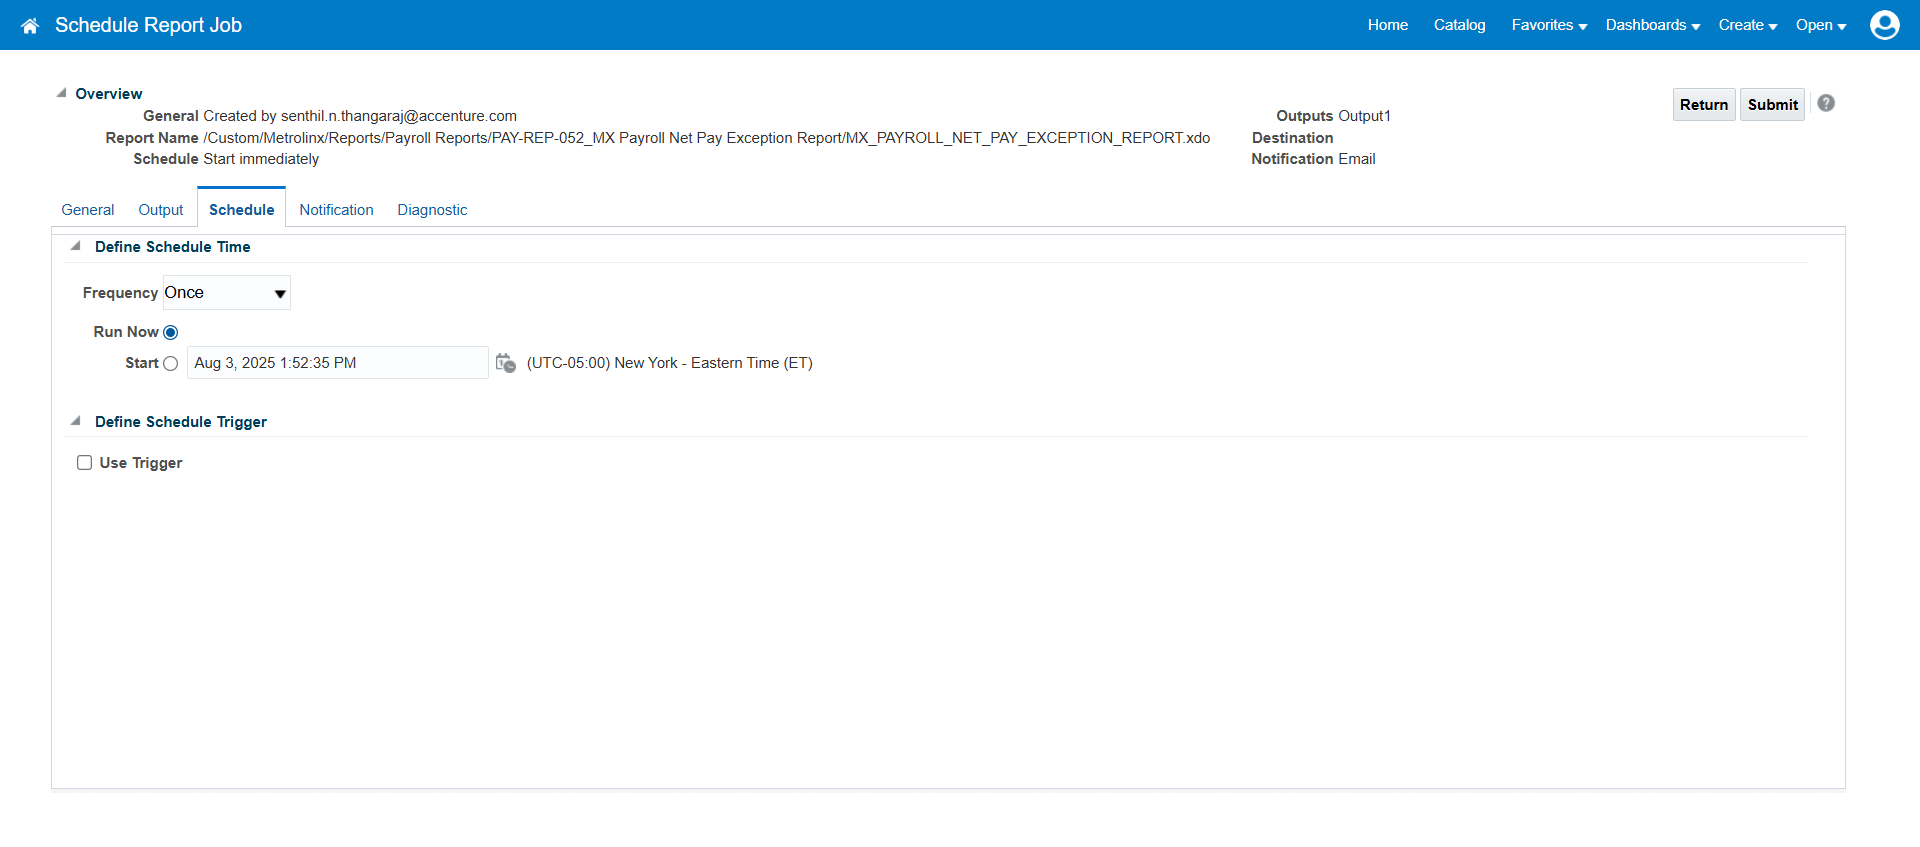 Schedule Report Job
Home Catalog Favorites Dashboards Create Open
Overview
General Created by senthil.n.thangaraj@accenture.com
Report Name /Custom/Metrolinx/Reports/Payroll Reports/PAY-REP-052_MX Payroll Net Pay Exception Report/MX_PAYROLL_NET_PAY_EXCEPTION_REPORT.xdo
Schedule Start immediately
Outputs Output1
Destination
Notification Email
Return Submit ?
General Output Schedule Notification Diagnostic
Define Schedule Time
Frequency Once
Run Now
Start Aug 3, 2025 1:52:35 PM (UTC-05:00) New York - Eastern Time (ET)
Define Schedule Trigger
Use Trigger